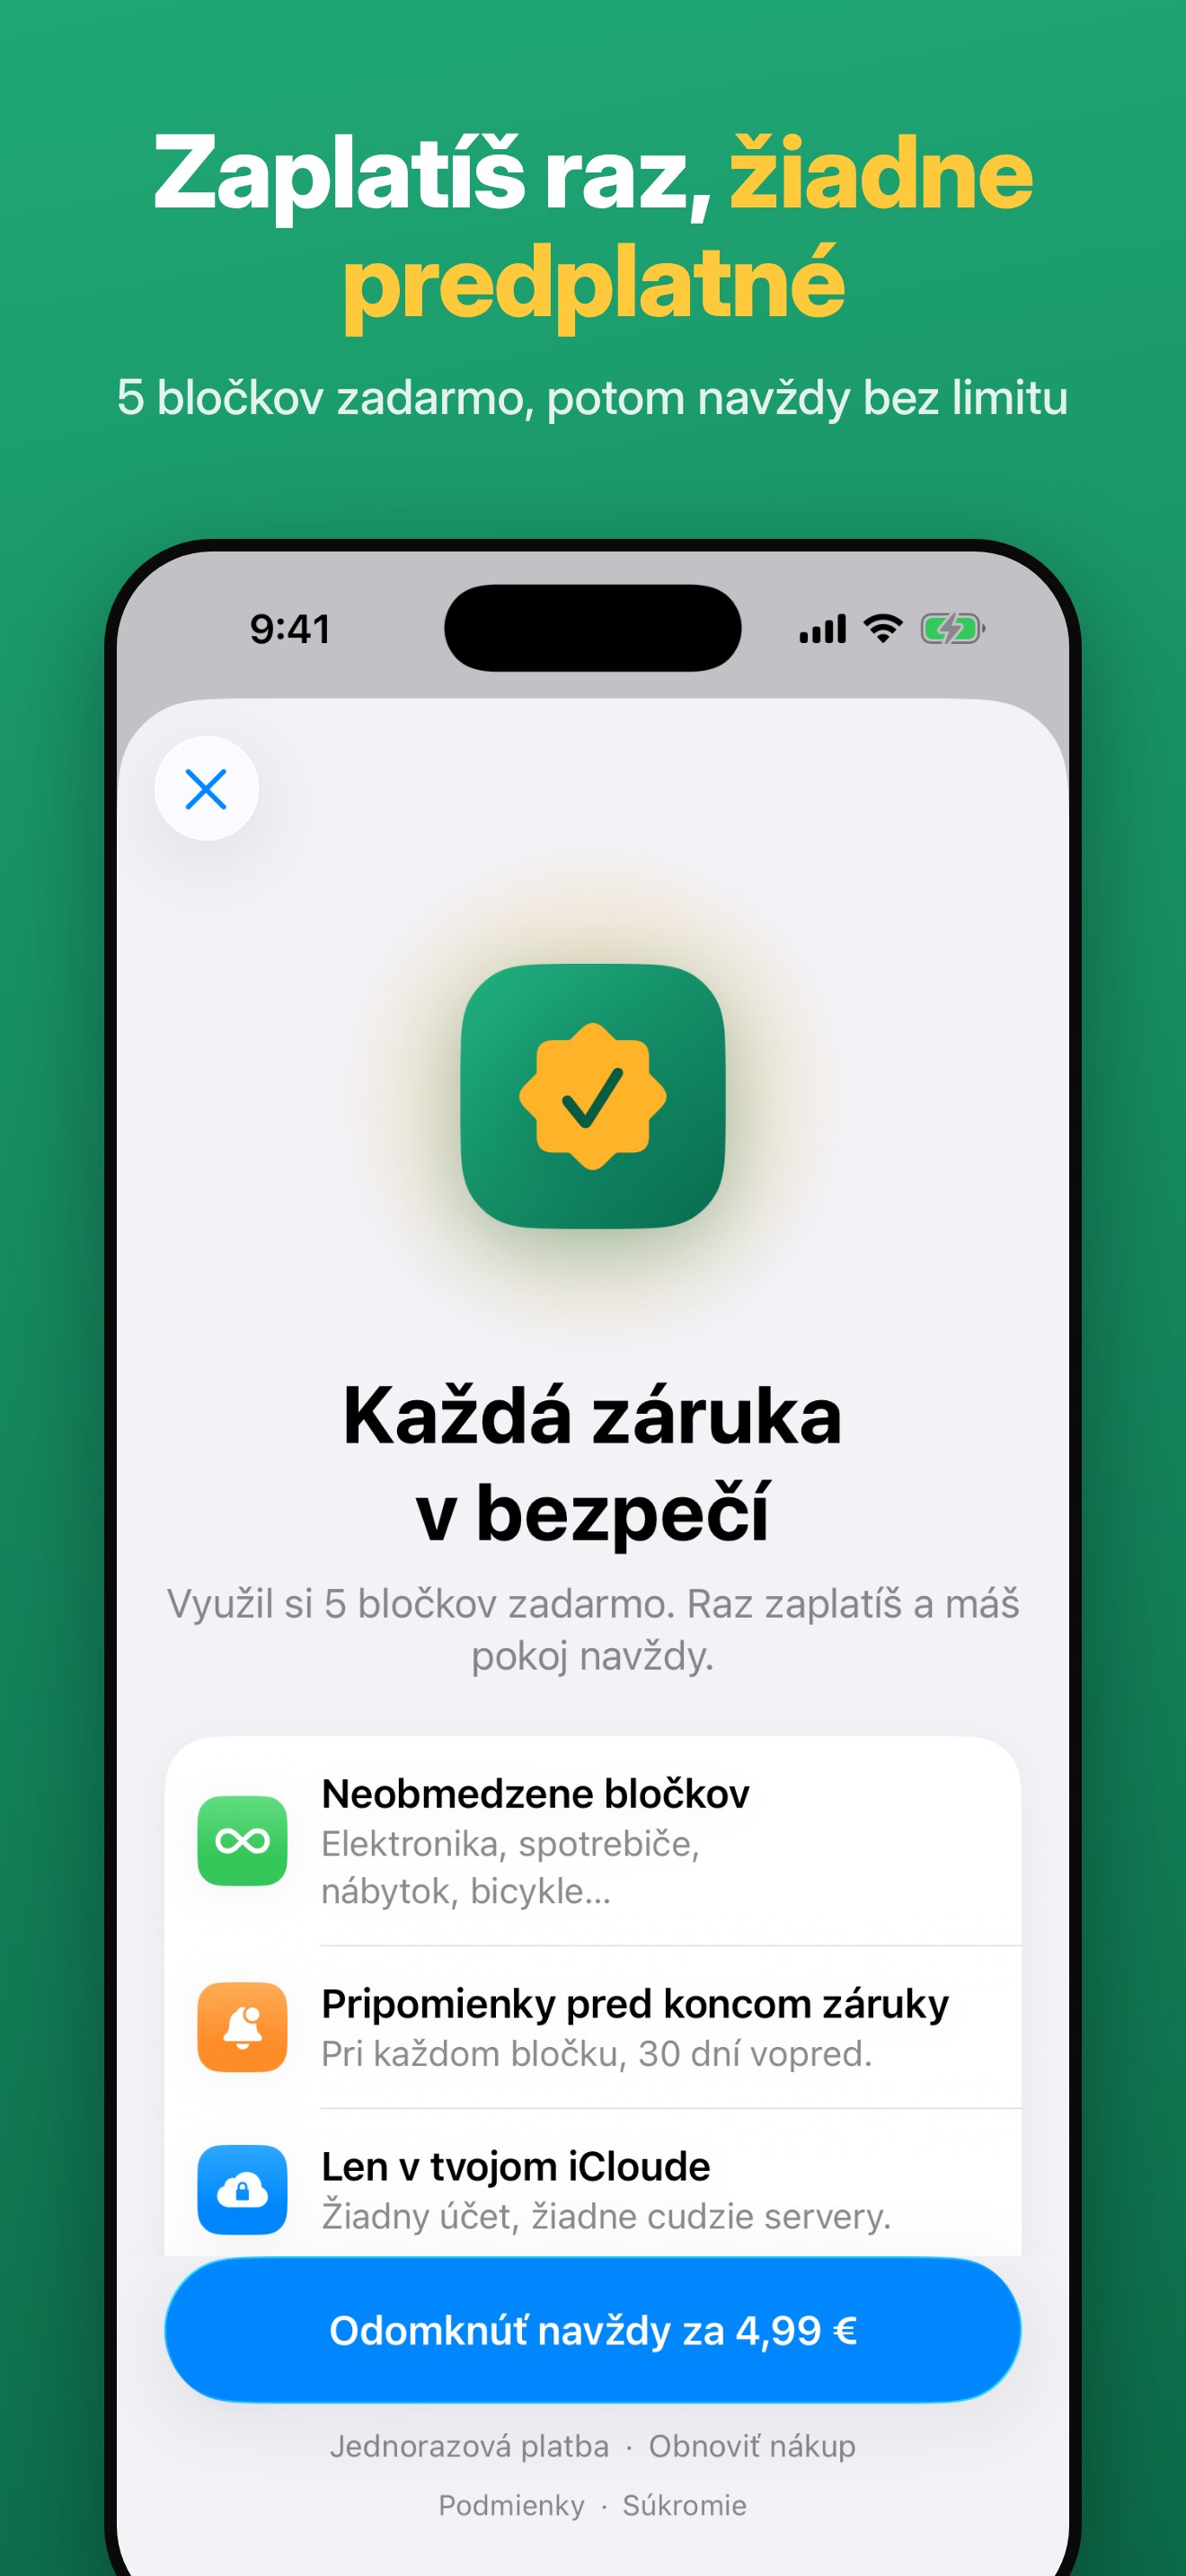 Zaplatíš raz, žiadne
predplatné
5 bločkov zadarmo, potom navždy bez limitu
9:41
Každá záruka
v bezpečí
Využil si 5 bločkov zadarmo. Raz zaplatíš a máš
pokoj navždy.
Neobmedzene bločkov
Elektronika, spotrebiče,
nábytok, bicykle...
Pripomienky pred koncom záruky
Pri každom bločku, 30 dní vopred.
Len v tvojom iCloude
Žiadny účet, žiadne cudzie servery.
Odomknúť navždy za 4,99 €
Jednorazová platba · Obnoviť nákup
Podmienky · Súkromie